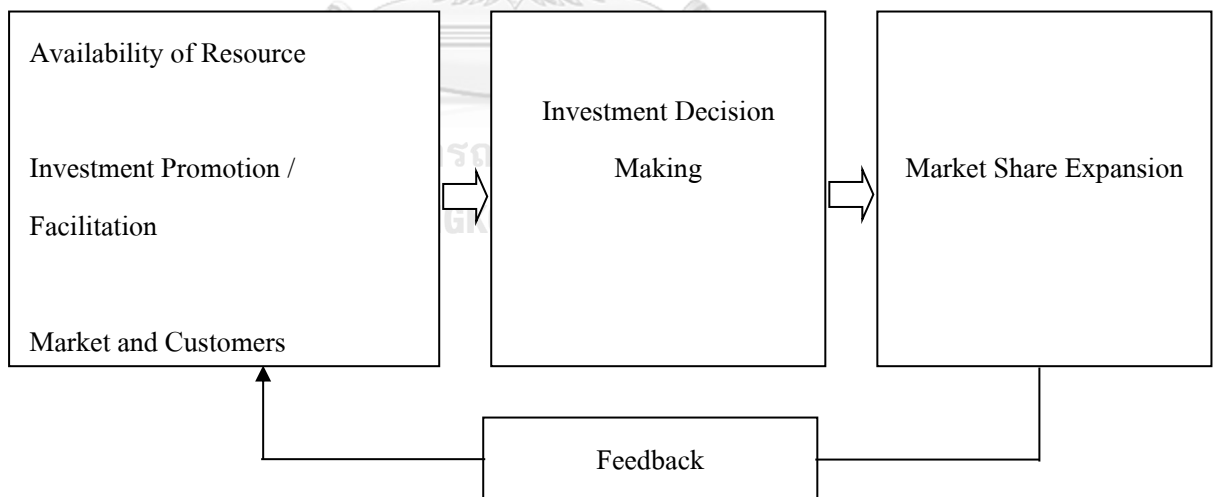 Availability of Resource
Investment Promotion /
Facilitation
Market and Customers
Investment Decision
Making
Market Share Expansion
Feedback